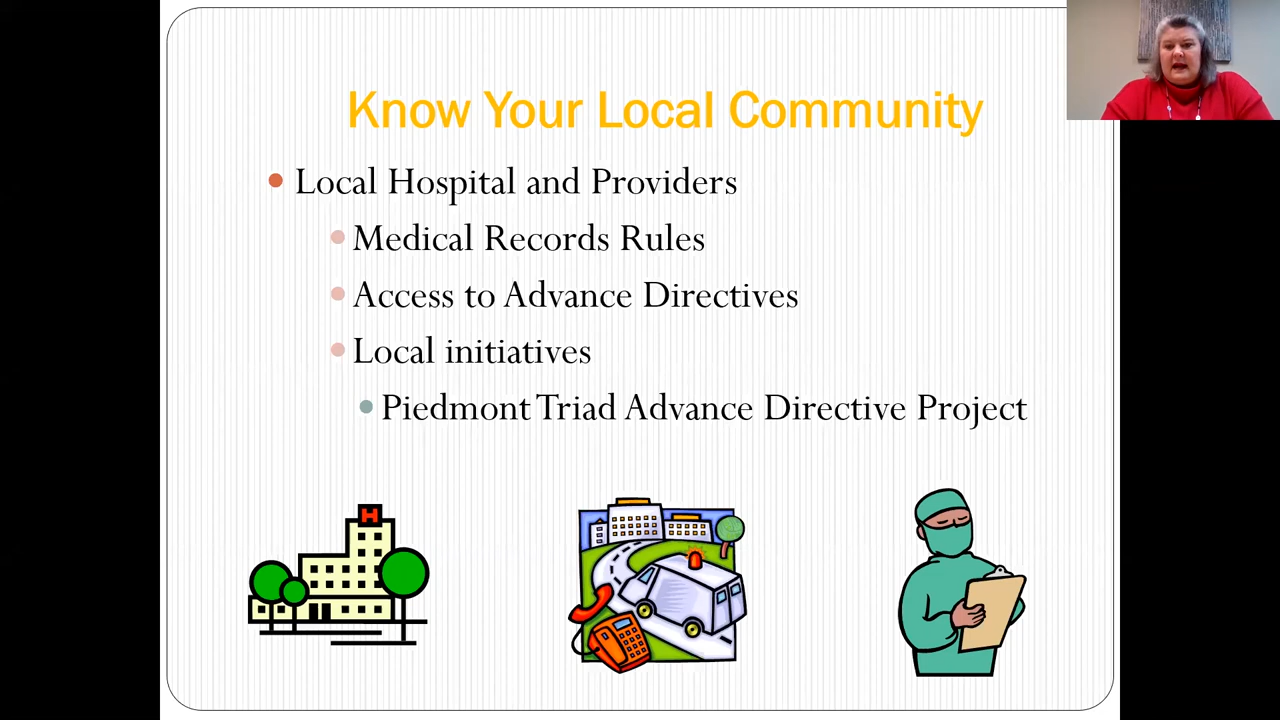 Know Your Local Community
Local Hospital and Providers
Medical Records Rules
Access to Advance Directives
Local initiatives
Piedmont Triad Advance Directive Project
H